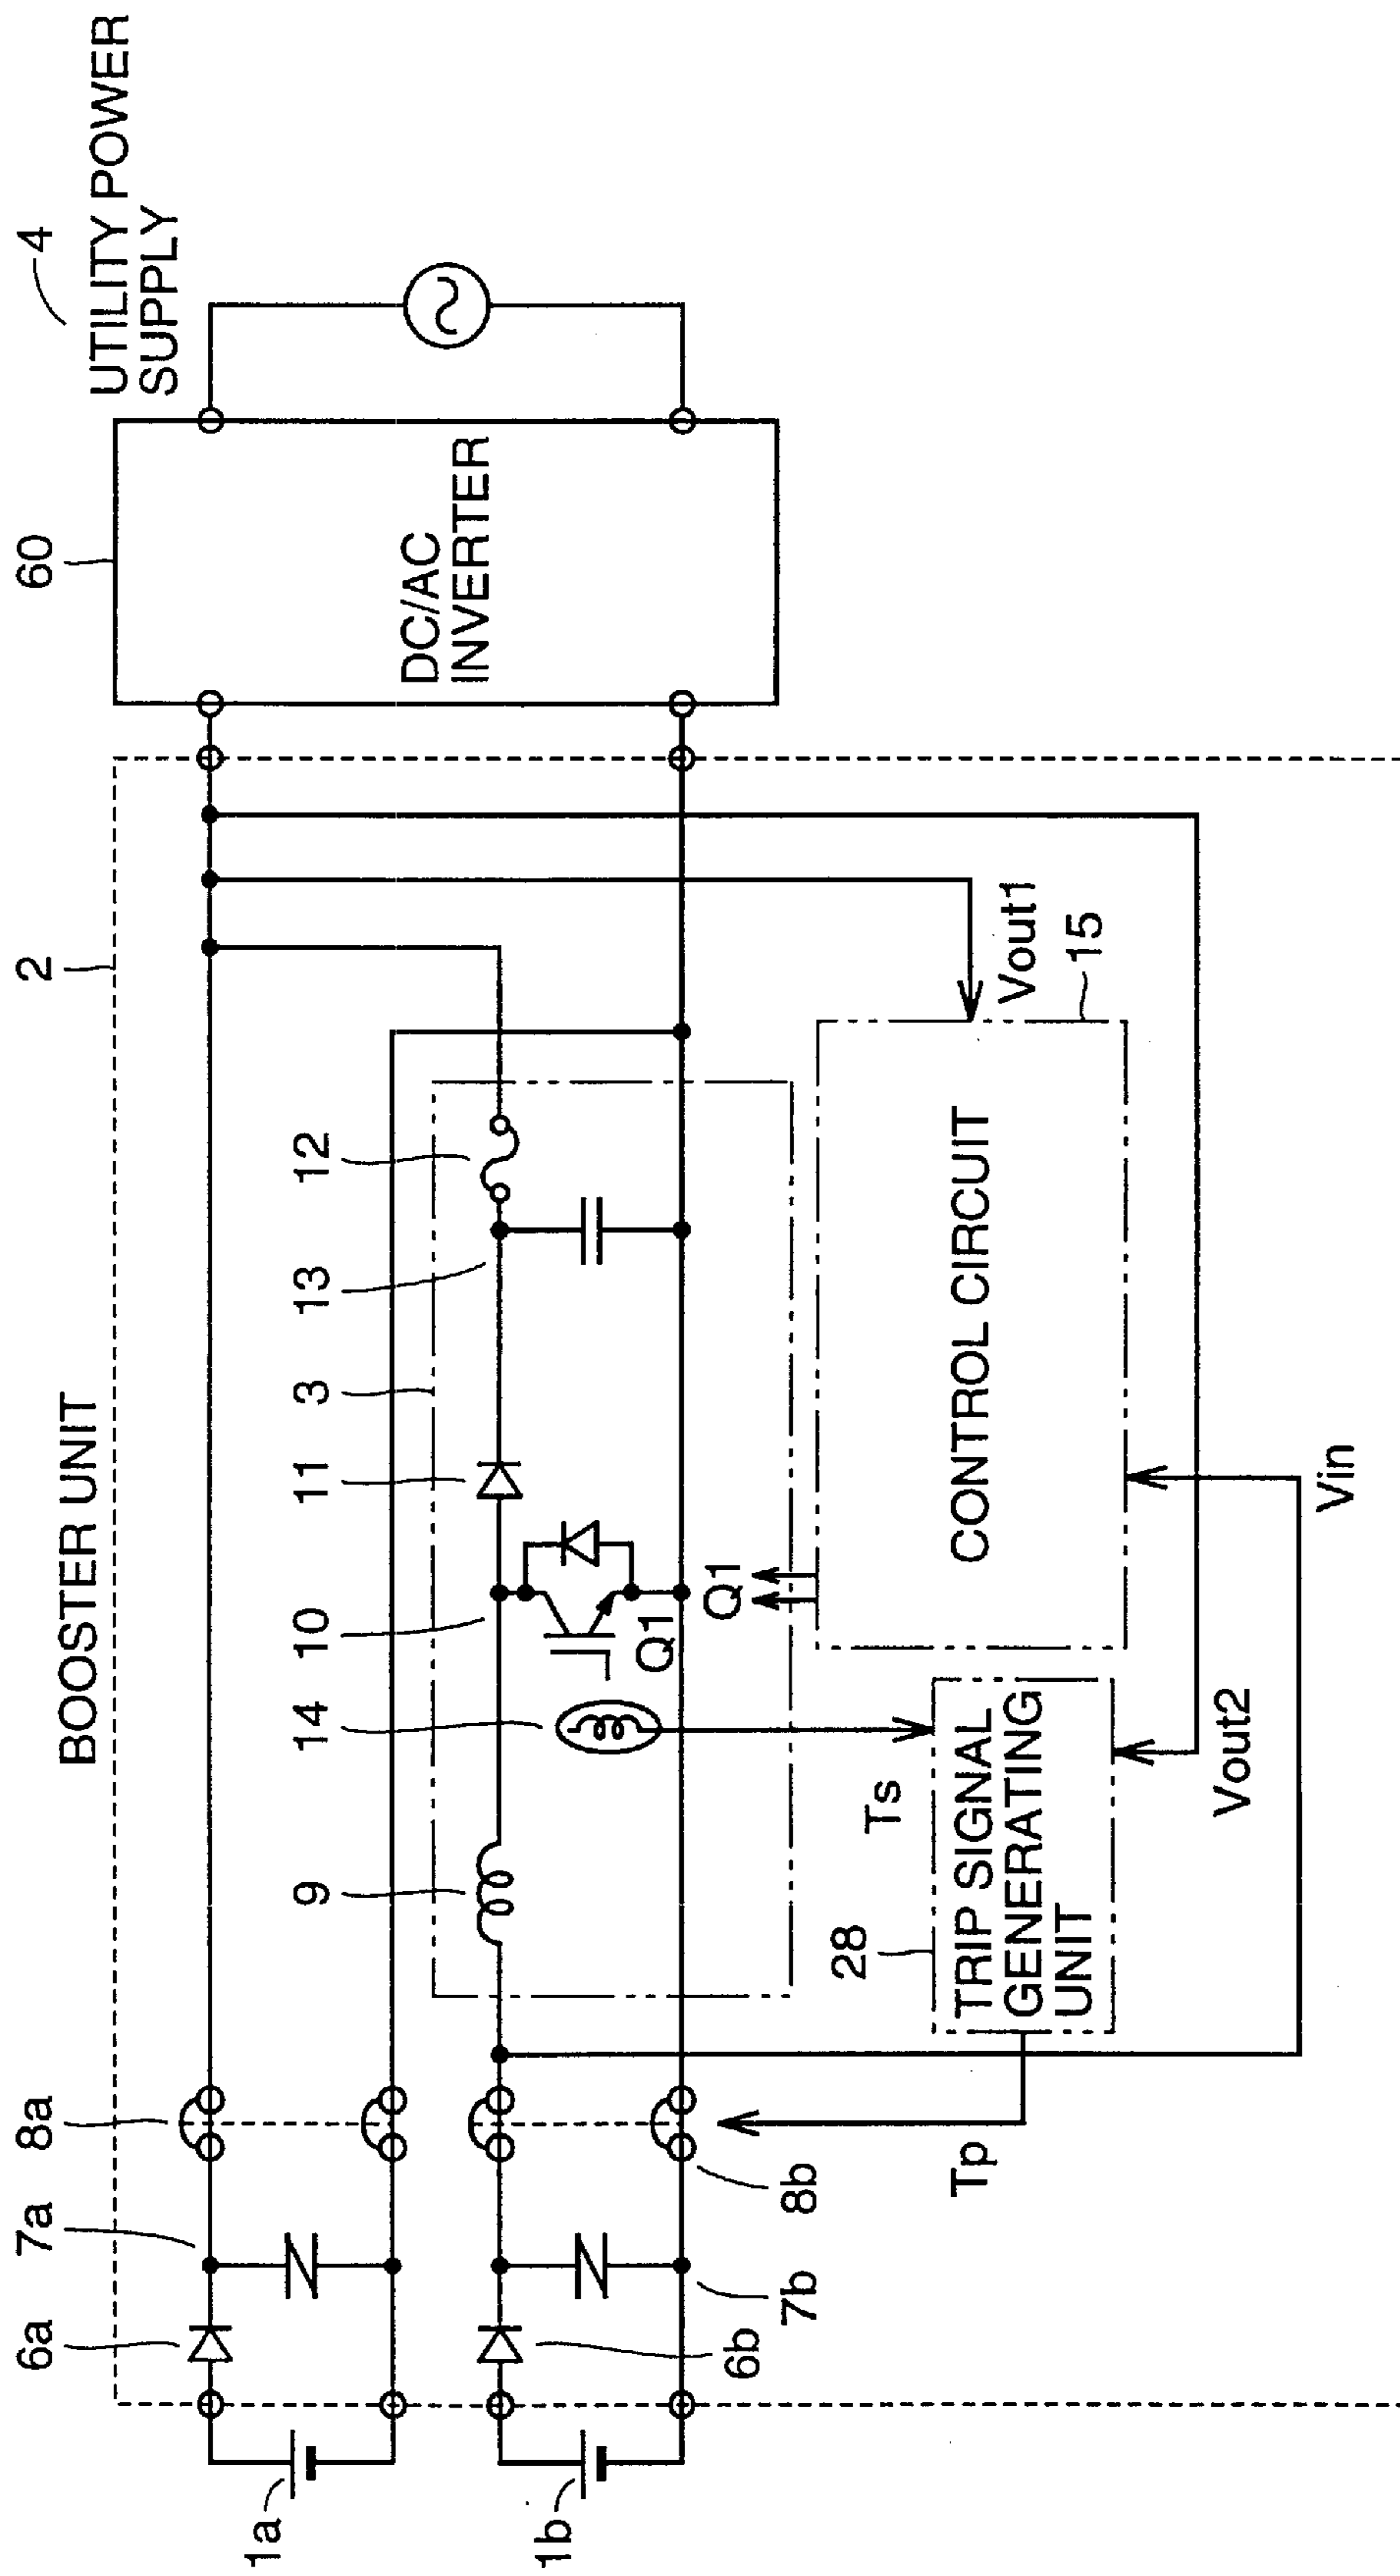 BOOSTER UNIT
2
60
4
UTILITY POWER
SUPPLY
DC/AC
INVERTER
1a
6a
7a
8a
9
14
10
11
3
13
12
1b
6b
7b
8b
Q1
Q1
Tp
28
Ts
TRIP SIGNAL
GENERATING
UNIT
CONTROL CIRCUIT
Vout1
15
Vout2
Vin